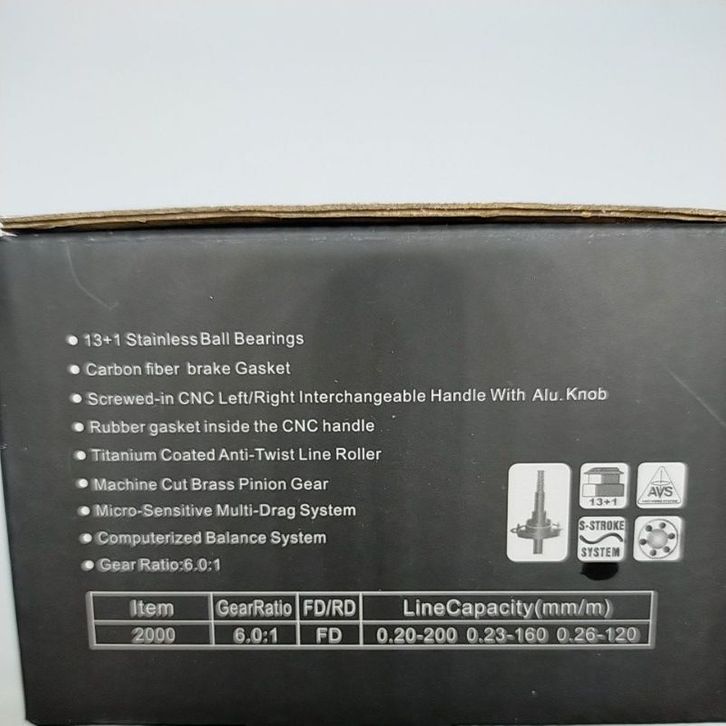 13+1 Stainless Ball Bearings
Carbon fiber brake Gasket
Screwed-in CNC Left/Right Interchangeable Handle With Alu. Knob
Rubber gasket inside the CNC handle
Titanium Coated Anti-Twist Line Roller
Machine Cut Brass Pinion Gear
Micro-Sensitive Multi-Drag System
Computerized Balance System
Gear Ratio:6.0:1
13+1
AVS
S-STROKE
SYSTEM
Item GearRatio FD/RD LineCapacity(mm/m)
2000 6.0:1 FD 0.20-200 0.23-160 0.26-120